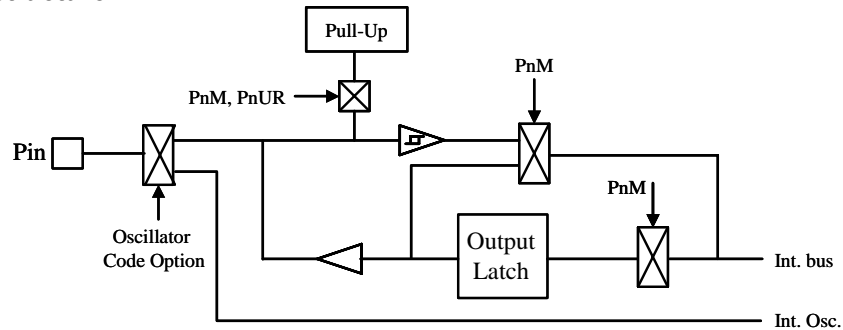 Pull-Up
PnM
PnM, PnUR
Pin
PnM
Oscillator
Code Option
Output
Latch
Int. bus
Int. Osc.